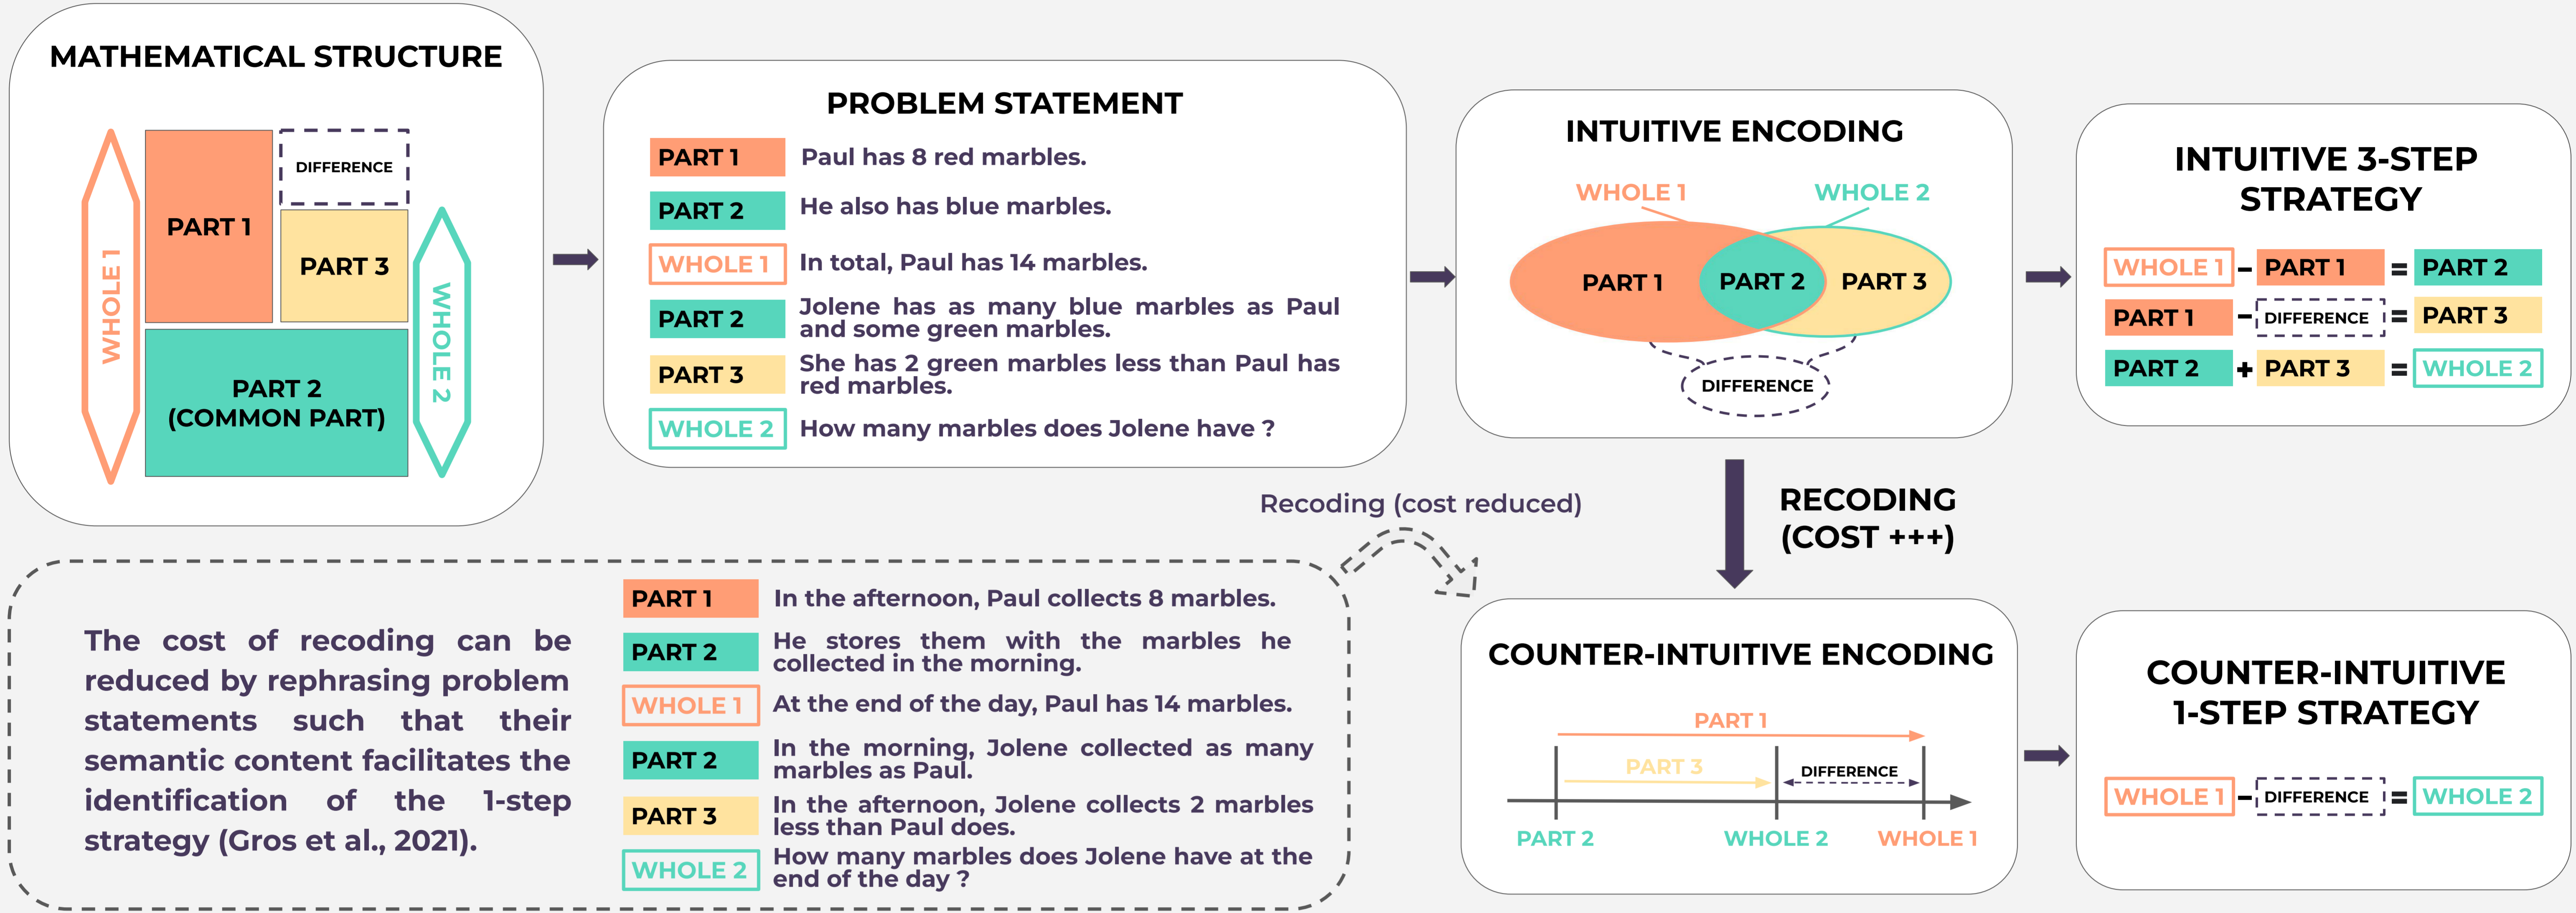 MATHEMATICAL STRUCTURE
WHOLE 1
PART 1
DIFFERENCE
PART 3
WHOLE 2
PART 2
(COMMON PART)
PROBLEM STATEMENT
PART 1 Paul has 8 red marbles.
PART 2 He also has blue marbles.
WHOLE 1 In total, Paul has 14 marbles.
PART 2 Jolene has as many blue marbles as Paul
and some green marbles.
PART 3 She has 2 green marbles less than Paul has
red marbles.
WHOLE 2 How many marbles does Jolene have ?
INTUITIVE ENCODING
WHOLE 1 WHOLE 2
PART 1 PART 2 PART 3
DIFFERENCE
INTUITIVE 3-STEP
STRATEGY
WHOLE 1 - PART 1 = PART 2
PART 1 - DIFFERENCE = PART 3
PART 2 + PART 3 = WHOLE 2
Recoding (cost reduced)
RECODING
(COST +++)
The cost of recoding can be
reduced by rephrasing problem
statements such that their
semantic content facilitates the
identification of the 1-step
strategy (Gros et al., 2021).
PART 1 In the afternoon, Paul collects 8 marbles.
PART 2 He stores them with the marbles he
collected in the morning.
WHOLE 1 At the end of the day, Paul has 14 marbles.
PART 2 In the morning, Jolene collected as many
marbles as Paul.
PART 3 In the afternoon, Jolene collects 2 marbles
less than Paul does.
WHOLE 2 How many marbles does Jolene have at the
end of the day ?
COUNTER-INTUITIVE ENCODING
PART 1
PART 3
DIFFERENCE
PART 2 WHOLE 2 WHOLE 1
COUNTER-INTUITIVE
1-STEP STRATEGY
WHOLE 1 - DIFFERENCE = WHOLE 2